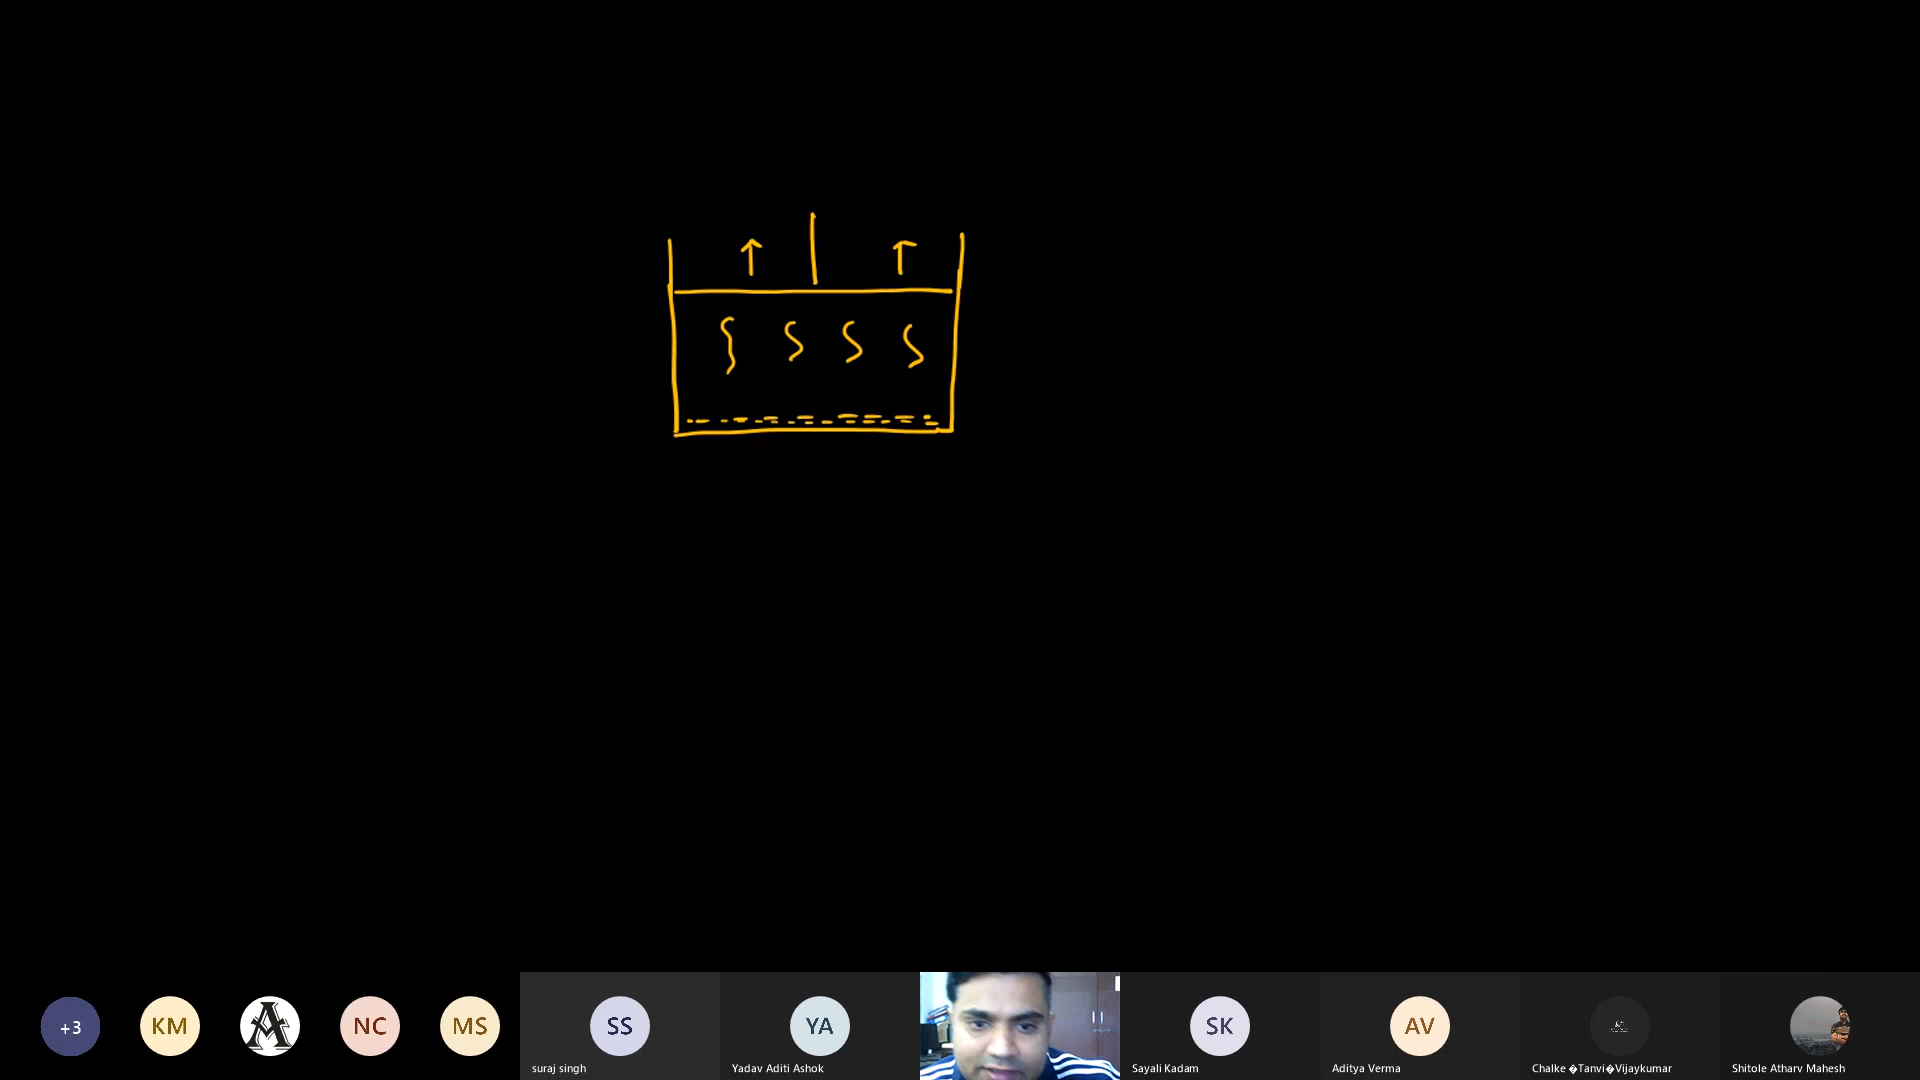 +3
KM
A
NC
MS
SS
YA
SK
AV
suraj singh
Yadav Aditi Ashok
Sayali Kadam
Aditya Verma
Chalke �Tanvi�Vijaykumar
Shitole Atharv Mahesh